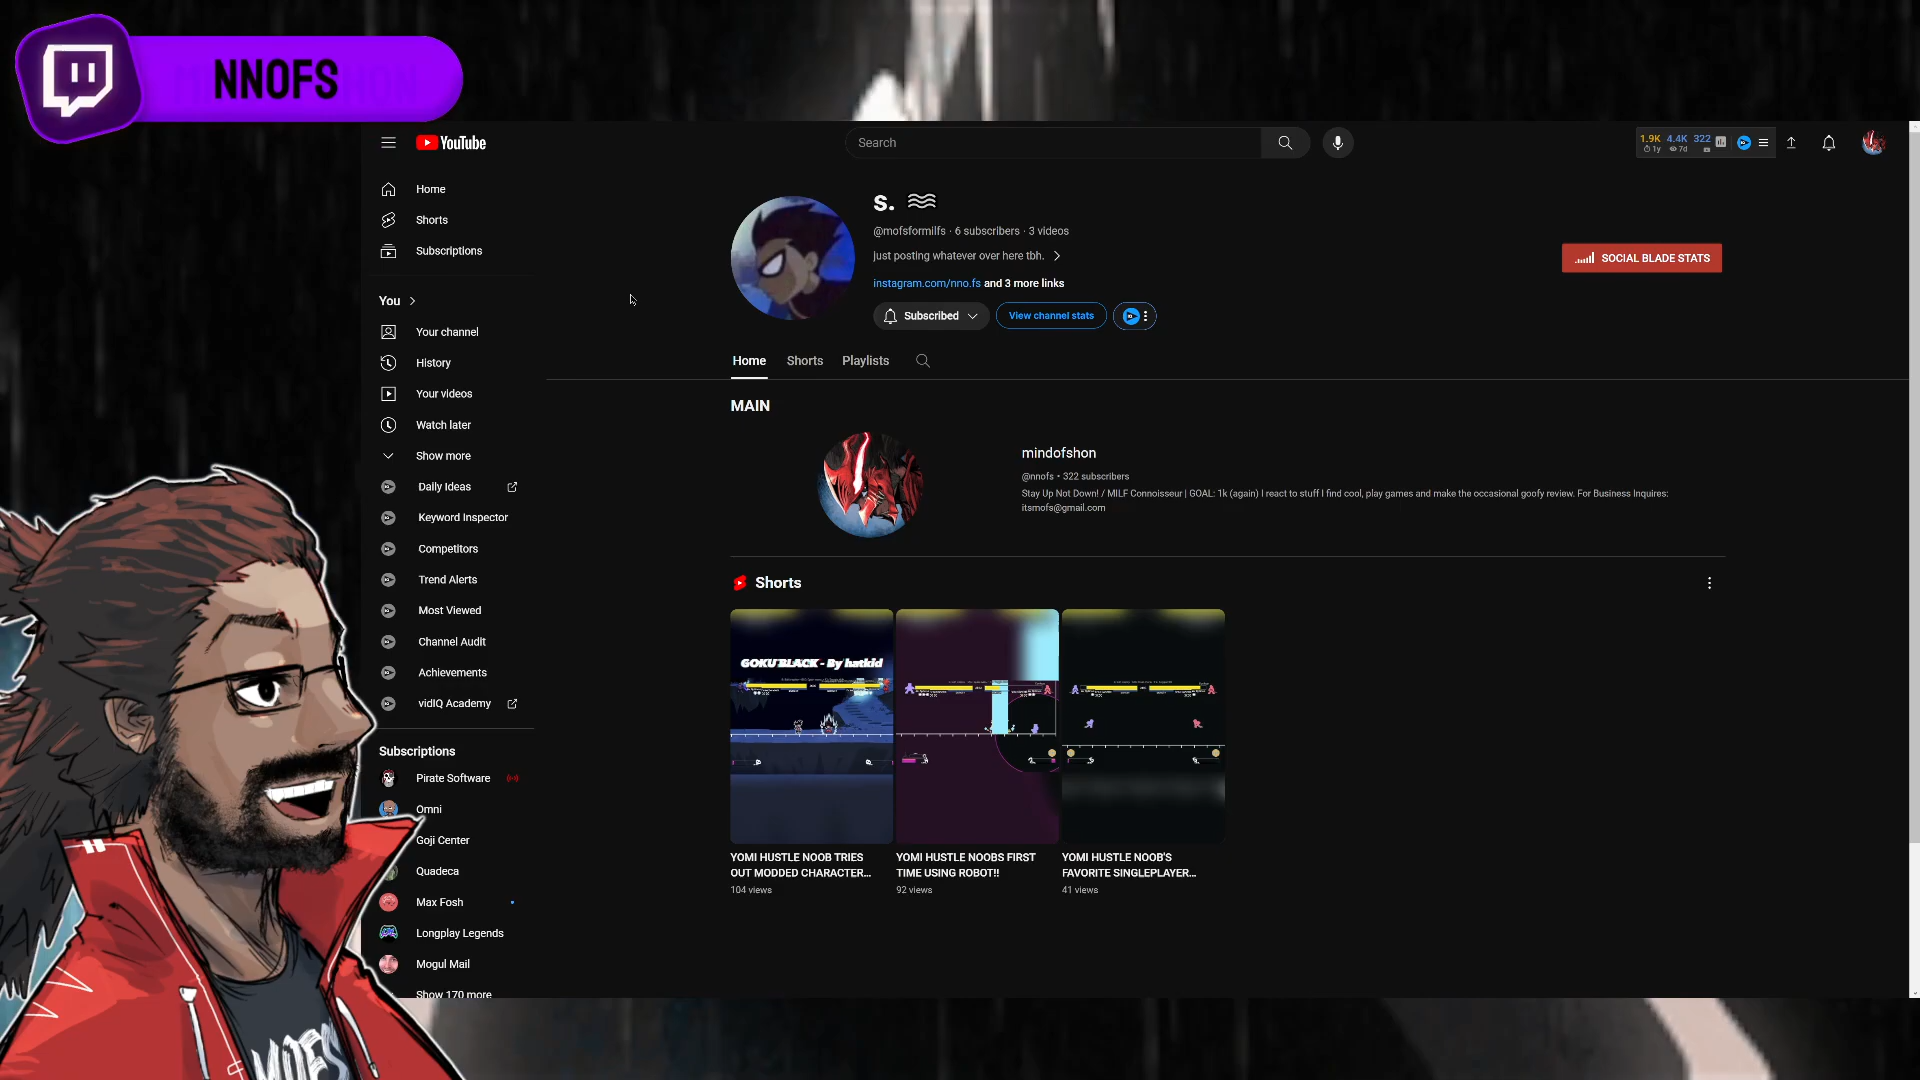 NNOFS
YouTube
Search
1.9K 4.4K 322
1y 7d
Home
Shorts
Subscriptions
You
Your channel
History
Your videos
Watch later
Show more
Daily Ideas
Keyword Inspector
Competitors
Trend Alerts
Most Viewed
Channel Audit
Achievements
vidIQ Academy
Subscriptions
Pirate Software
Omni
Goji Center
Quadeca
Max Fosh
Longplay Legends
Mogul Mail
Show 170 more
s.
@mofsformilfs · 6 subscribers · 3 videos
just posting whatever over here tbh.
instagram.com/nno.fs and 3 more links
Subscribed
View channel stats
SOCIAL BLADE STATS
Home Shorts Playlists
MAIN
mindofshon
@nnofs • 322 subscribers
Stay Up Not Down! / MILF Connoisseur | GOAL: 1k (again) I react to stuff I find cool, play games and make the occasional goofy review. For Business Inquires:
itsmofs@gmail.com
Shorts
GOKU BLACK - By hatkid
YOMI HUSTLE NOOB TRIES
OUT MODDED CHARACTER...
104 views
YOMI HUSTLE NOOBS FIRST
TIME USING ROBOT!!
92 views
YOMI HUSTLE NOOB'S
FAVORITE SINGLEPLAYER...
41 views